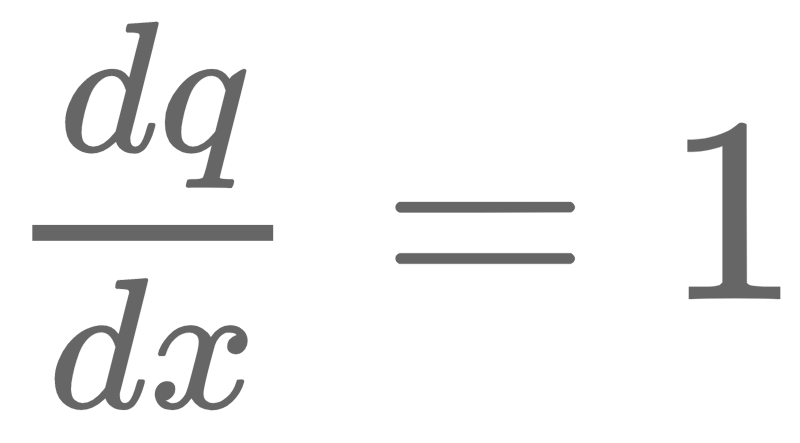 dq/dx = 1